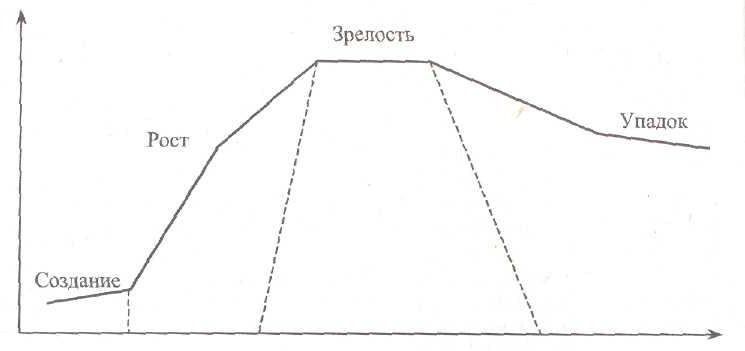 Зрелость
Рост
Упадок
Создание